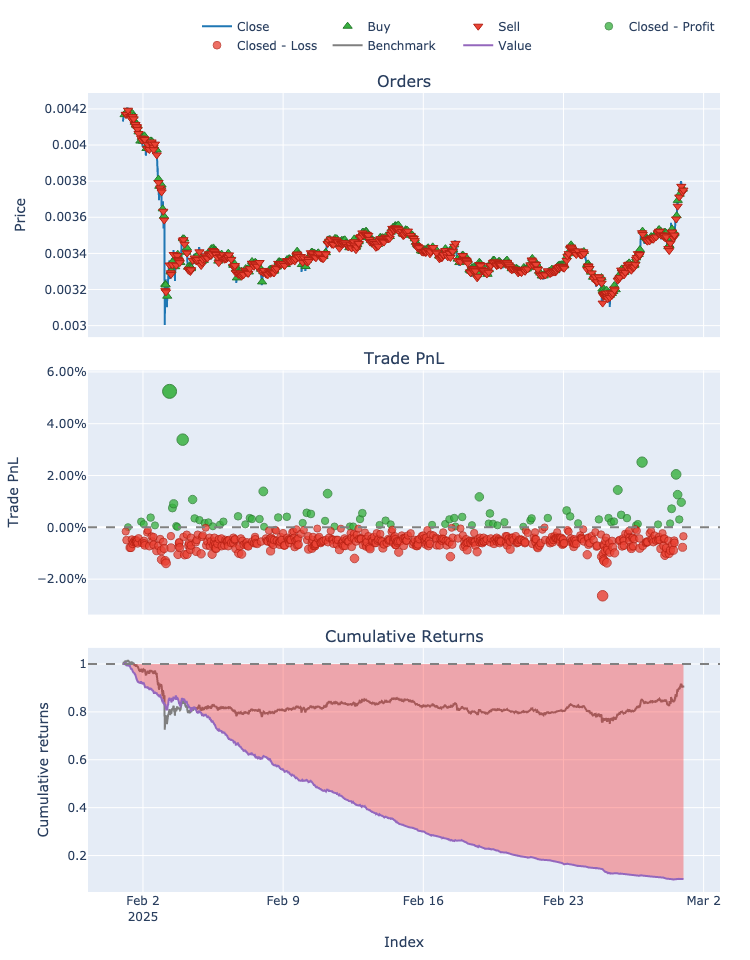 Close Buy Sell Closed - Profit
Closed - Loss Benchmark Value
Orders
0.0042
0.004
0.0038
0.0036
0.0034
0.0032
0.003
Price
Trade PnL
6.00%
4.00%
2.00%
0.00%
−2.00%
Trade PnL
Cumulative Returns
1
0.8
0.6
0.4
0.2
Cumulative returns
Feb 2 Feb 9 Feb 16 Feb 23 Mar 2
2025
Index